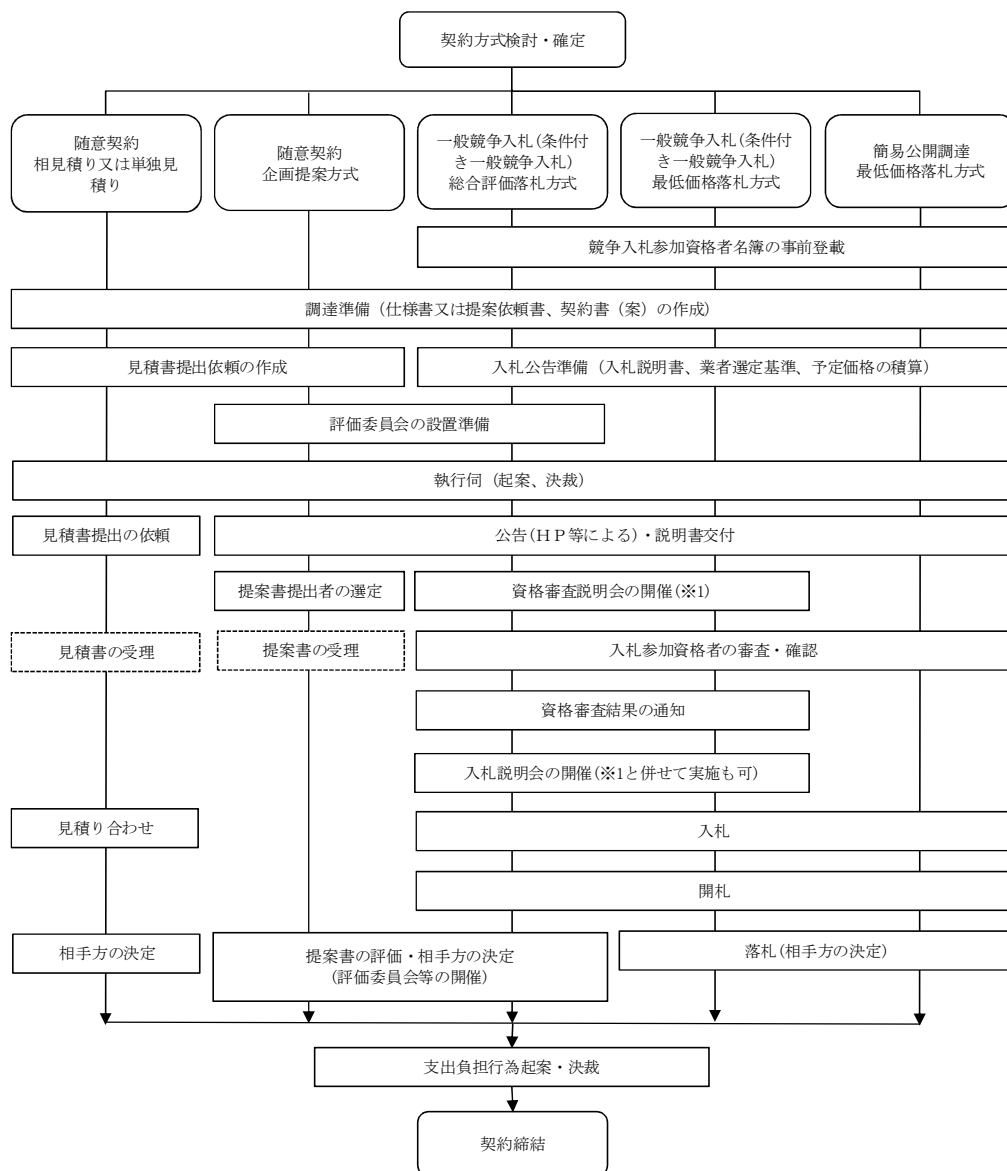 契約方式検討・確定
随意契約
相見積り又は単独見
積り
随意契約
企画提案方式
一般競争入札(条件付
き一般競争入札)
総合評価落札方式
一般競争入札(条件付
き一般競争入札)
最低価格落札方式
簡易公開調達
最低価格落札方式
競争入札参加資格者名簿の事前登載
調達準備（仕様書又は提案依頼書、契約書（案）の作成）
見積書提出依頼の作成
入札公告準備（入札説明書、業者選定基準、予定価格の積算）
評価委員会の設置準備
執行伺（起案、決裁）
見積書提出の依頼
公告(ＨＰ等による)・説明書交付
提案書提出者の選定
資格審査説明会の開催(※1)
見積書の受理
提案書の受理
入札参加資格者の審査・確認
資格審査結果の通知
入札説明会の開催(※1と併せて実施も可)
見積り合わせ
入札
開札
相手方の決定
提案書の評価・相手方の決定
(評価委員会等の開催)
落札(相手方の決定)
支出負担行為起案・決裁
契約締結